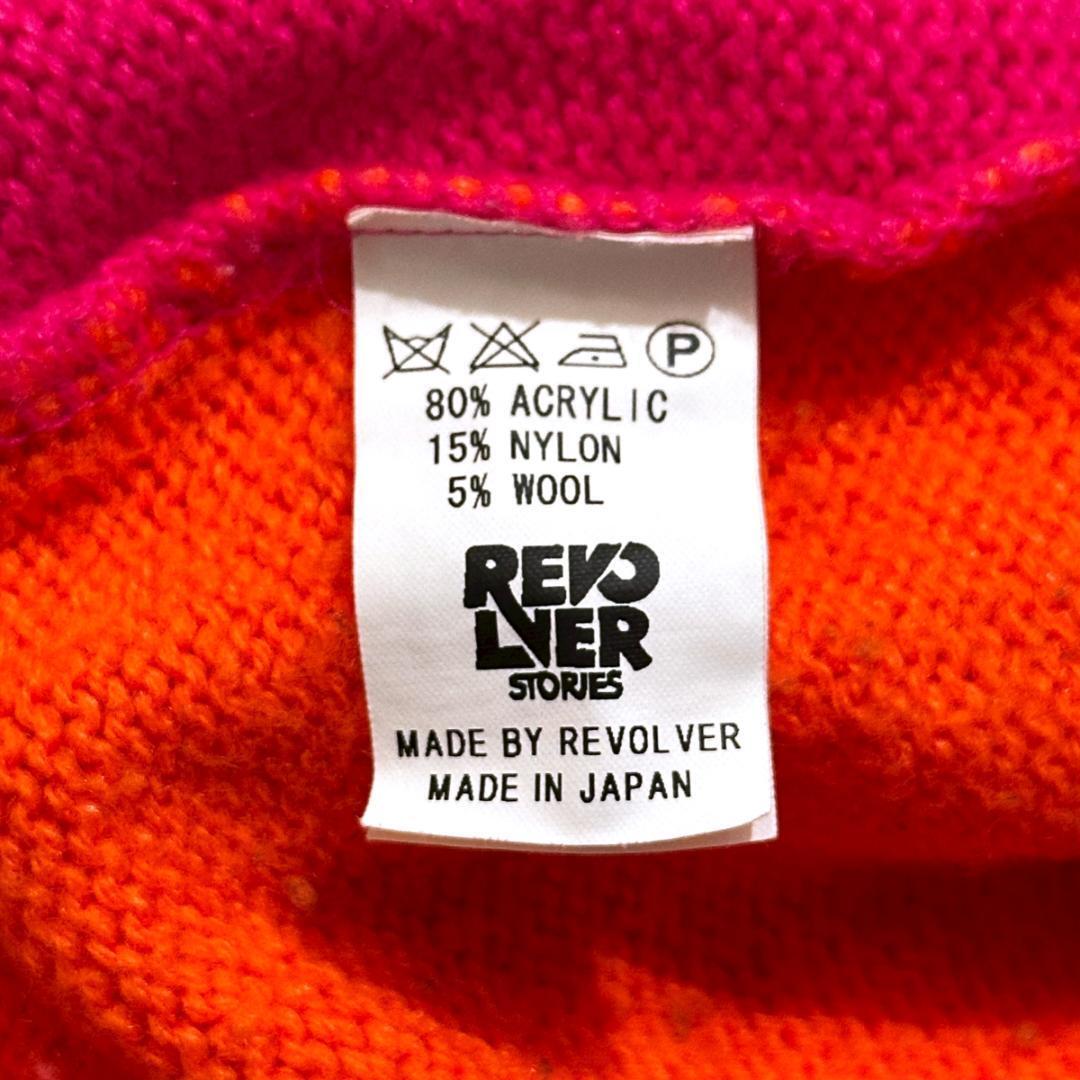 P
80% ACRYLIC
15% NYLON
5% WOOL
REVO
LVER
STORIES
MADE BY REVOLVER
MADE IN JAPAN